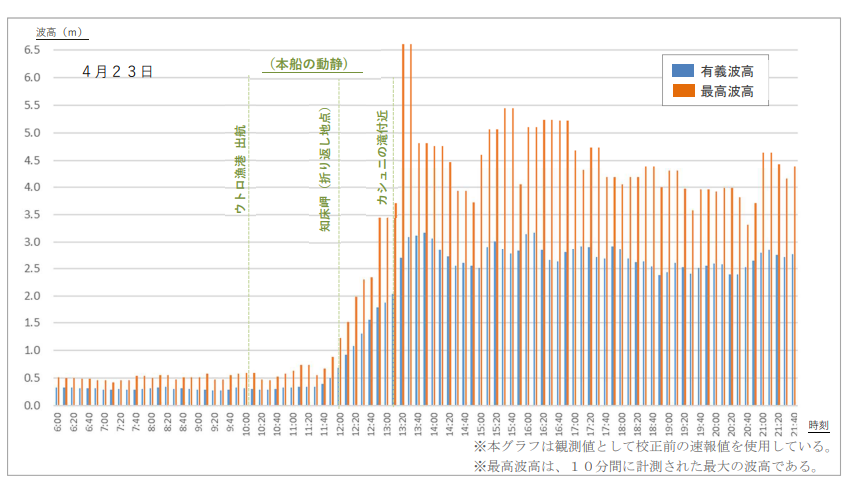 波高（m）
4月23日
（本船の動静）
有義波高
最高波高
ウトロ漁港 出航
知床岬（折り返し地点）
カシュニの滝付近
6.5
6.0
5.5
5.0
4.5
4.0
3.5
3.0
2.5
2.0
1.5
1.0
0.5
0.0
6:00 6:20 6:40 7:00 7:20 7:40 8:00 8:20 8:40 9:00 9:20 9:40 10:00 10:20 10:40 11:00 11:20 11:40 12:00 12:20 12:40 13:00 13:20 13:40 14:00 14:20 14:40 15:00 15:20 15:40 16:00 16:20 16:40 17:00 17:20 17:40 18:00 18:20 18:40 19:00 19:20 19:40 20:00 20:20 20:40 21:00 21:20 21:40
時刻
※本グラフは観測値として校正前の速報値を使用している。
※最高波高は、１０分間に計測された最大の波高である。